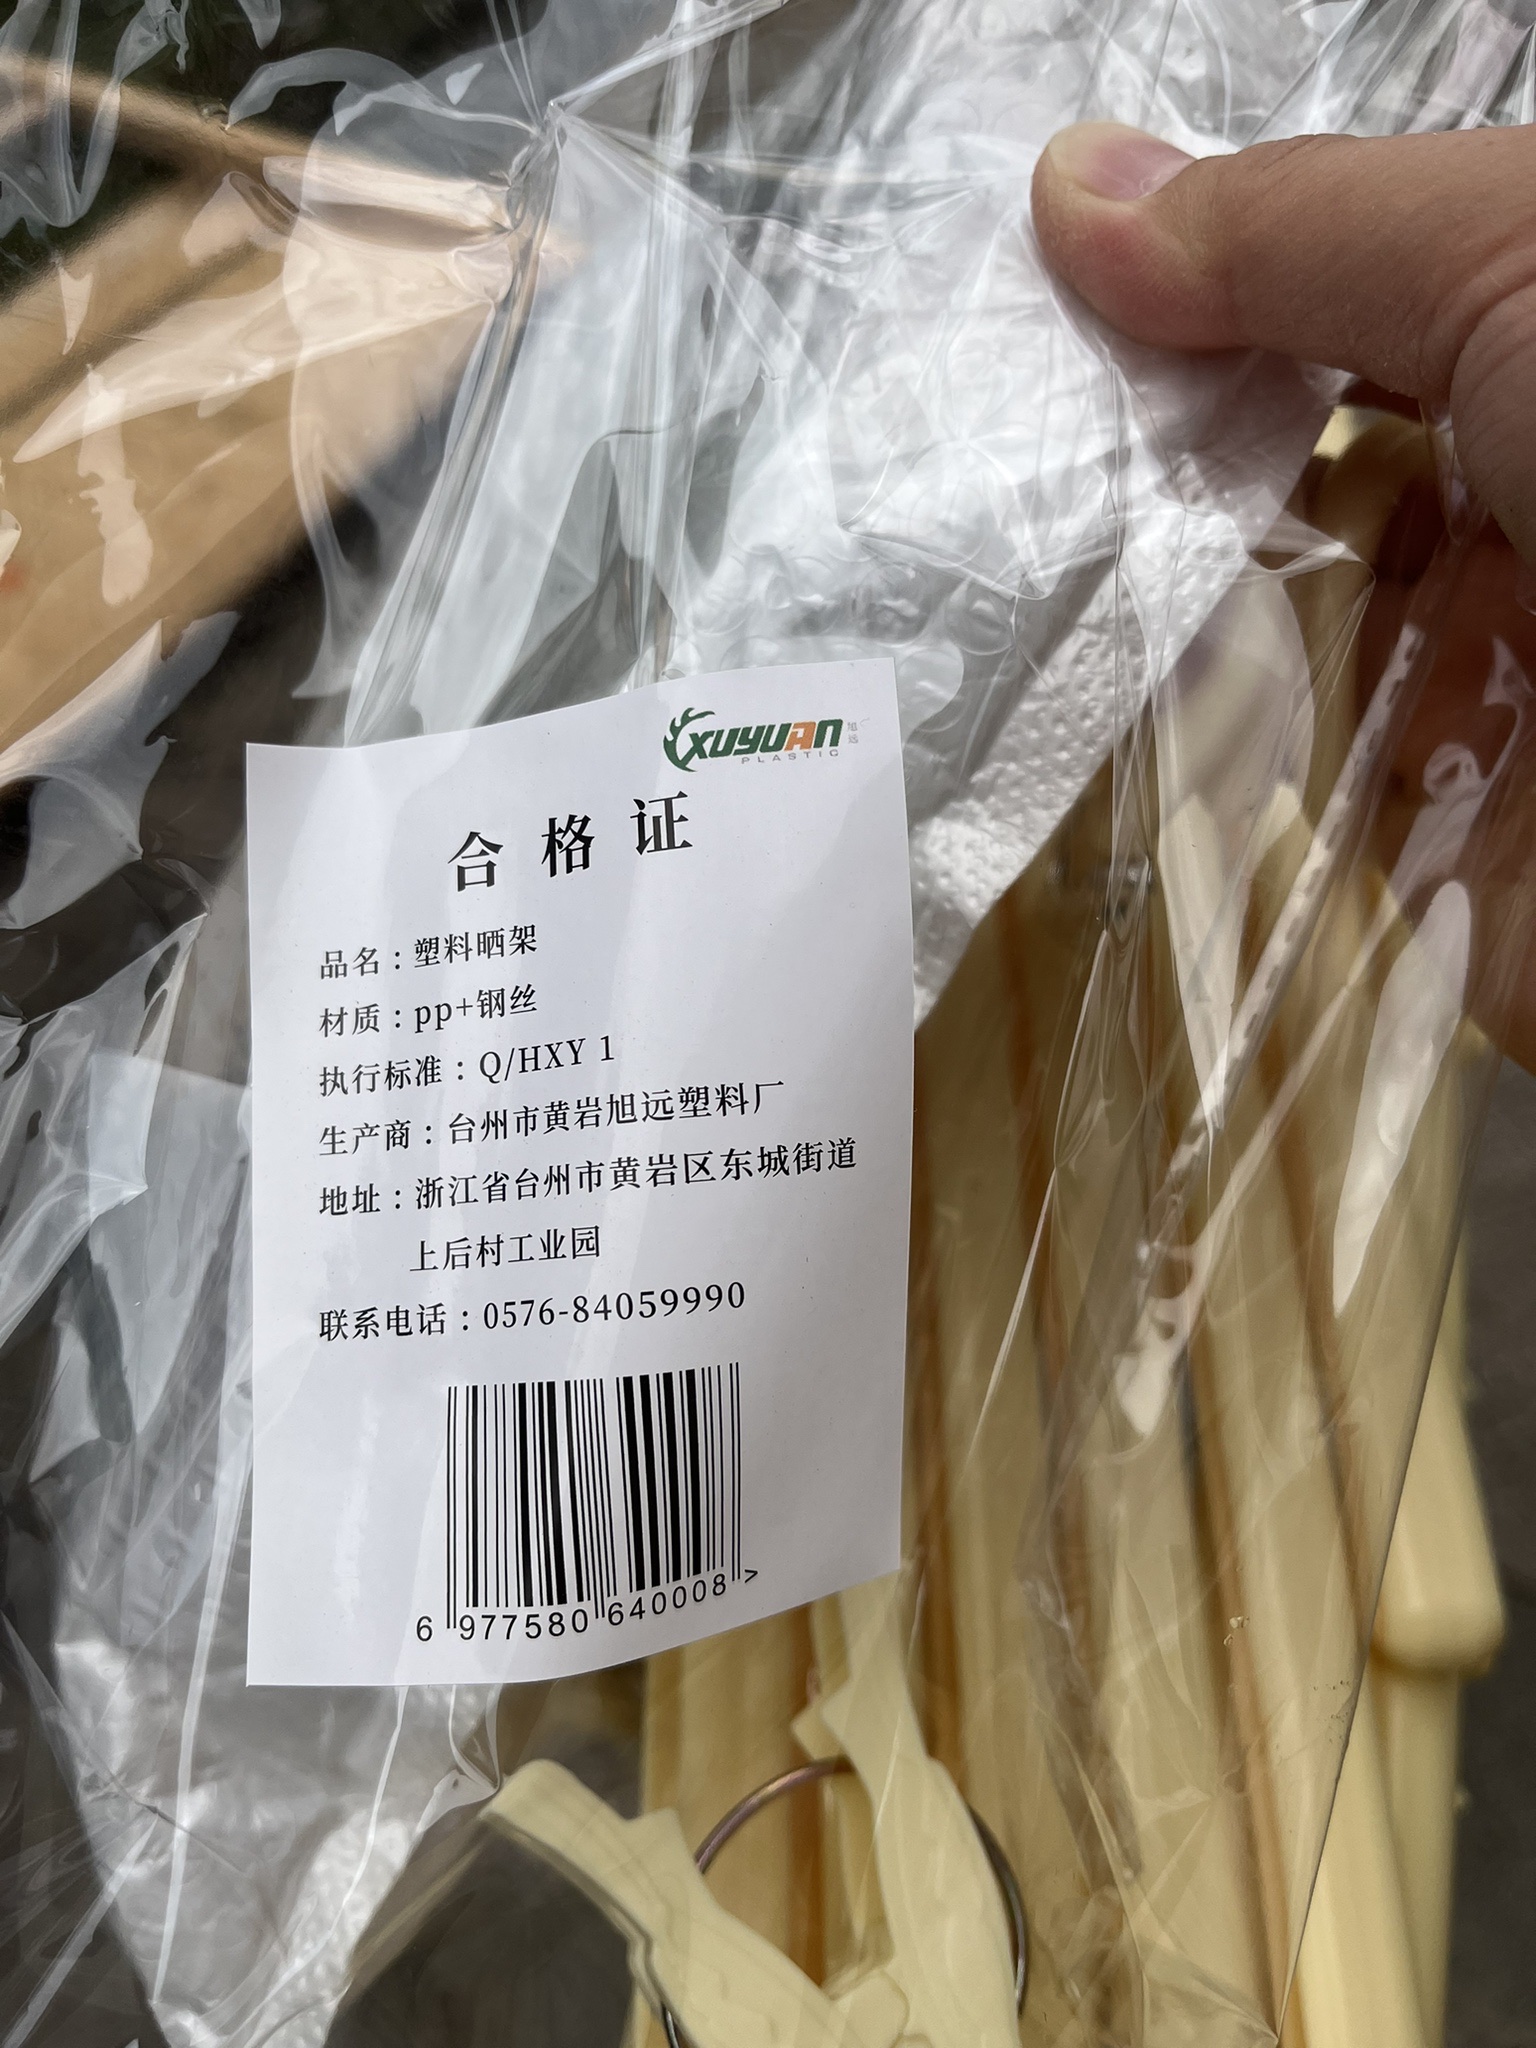 XUYUAN 旭远
PLASTIC
合格证
品名：塑料晒架
材质：pp+钢丝
执行标准：Q/HXY 1
生产商：台州市黄岩旭远塑料厂
地址：浙江省台州市黄岩区东城街道
上后村工业园
联系电话：0576-84059990
6 977580 640008 >